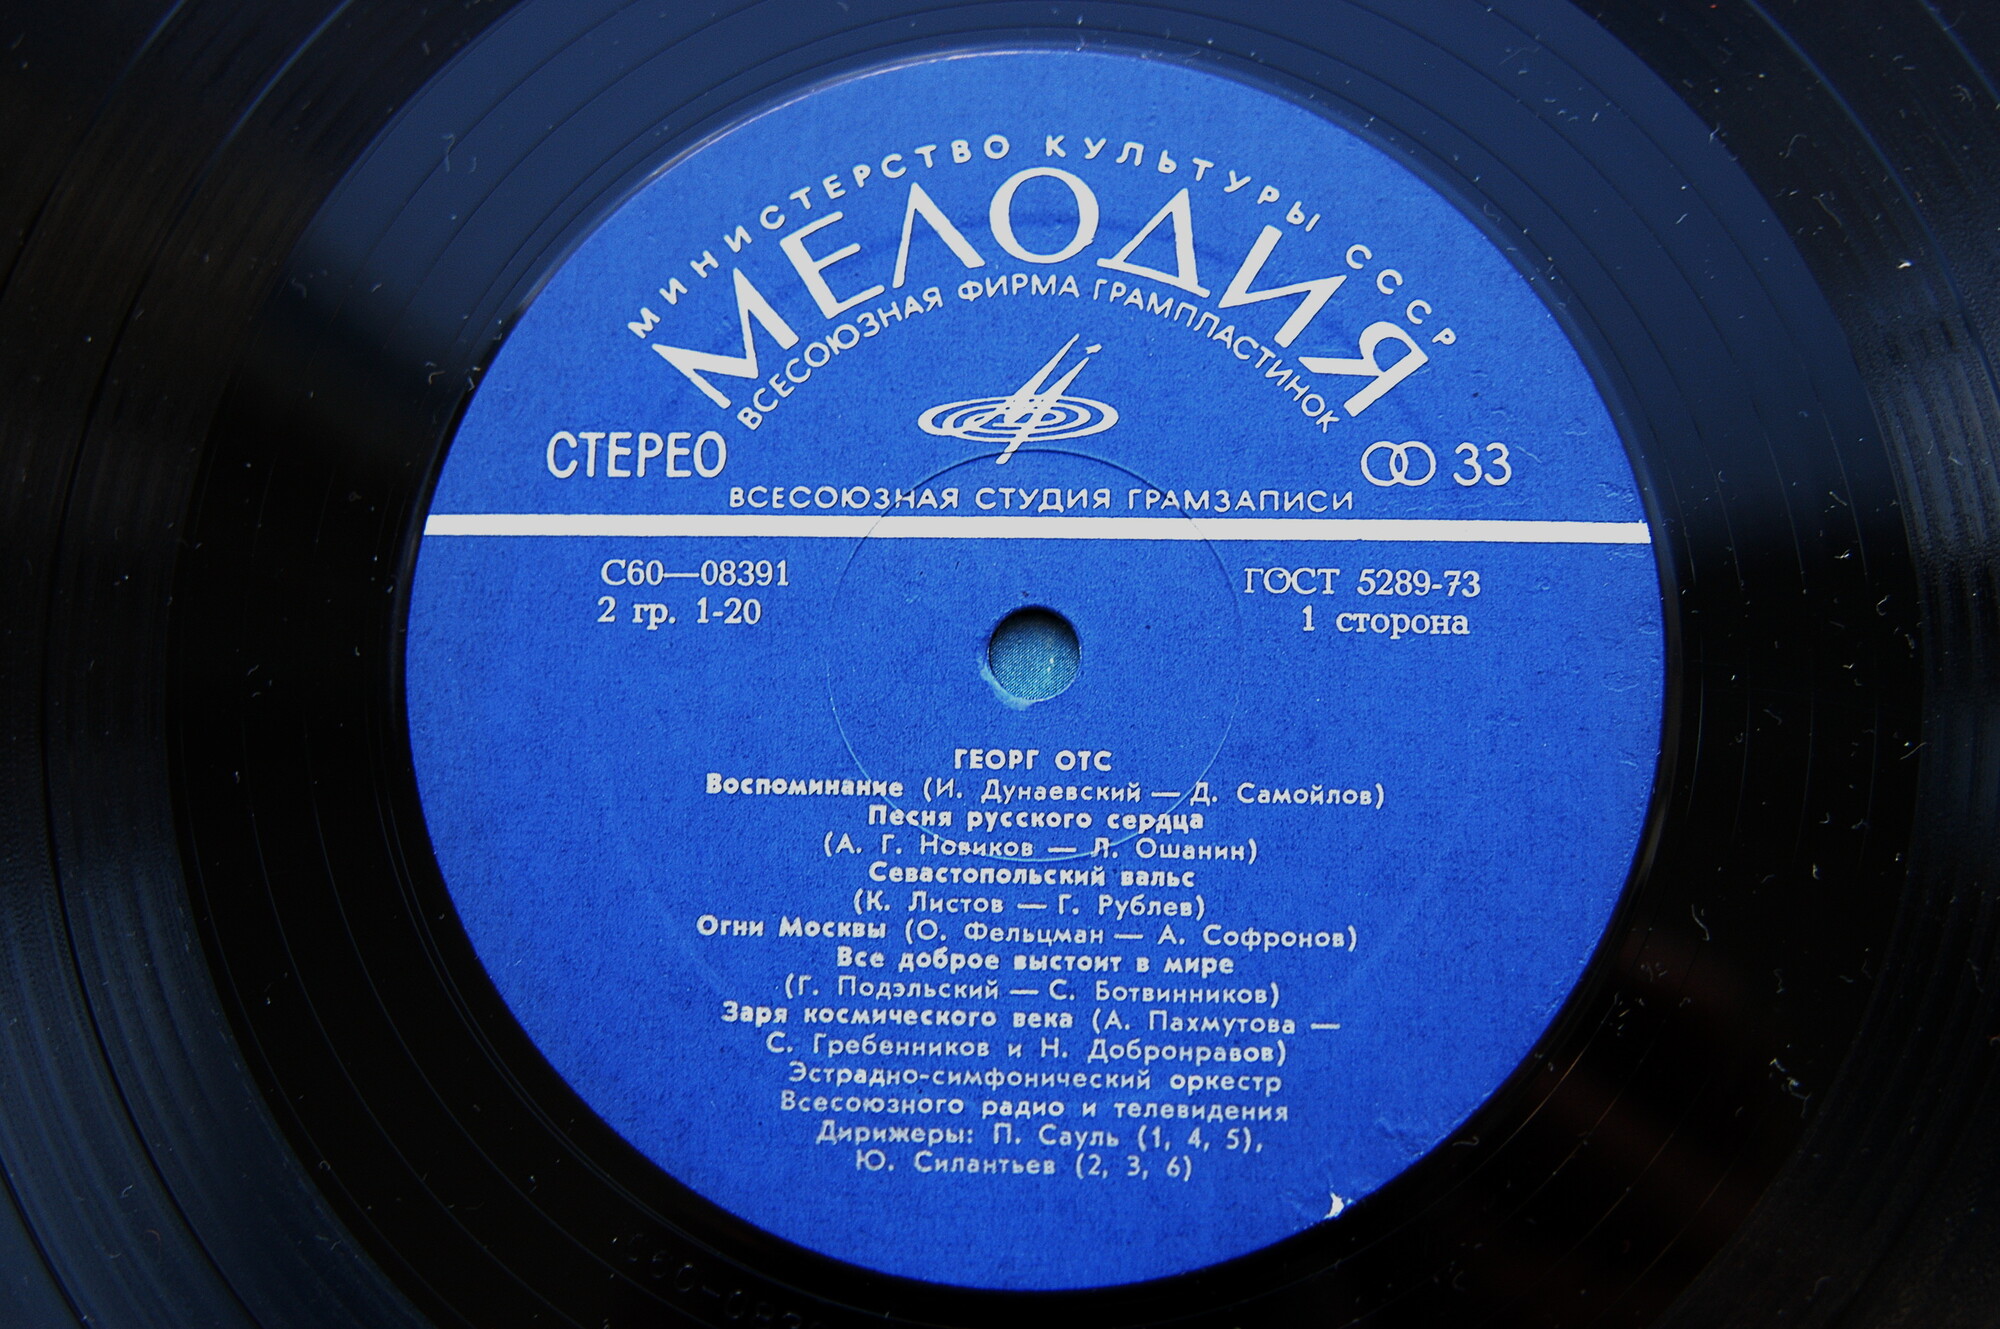 МИНИСТЕРСТВО КУЛЬТУРЫ СССР
МЕЛОДИЯ
ВСЕСОЮЗНАЯ ФИРМА ГРАМПЛАСТИНОК
СТЕРЕО
33
ВСЕСОЮЗНАЯ СТУДИЯ ГРАМЗАПИСИ
С60—08391
ГОСТ 5289-73
2 гр. 1-20
1 сторона
ГЕОРГ ОТС
Воспоминание (И. Дунаевский — Д. Самойлов)
Песня русского сердца
(А. Г. Новиков — Л. Ошанин)
Севастопольский вальс
(К. Листов — Г. Рублев)
Огни Москвы (О. Фельцман — А. Софронов)
Все доброе выстоит в мире
(Г. Подэльский — С. Ботвинников)
Заря космического века (А. Пахмутова —
С. Гребенников и Н. Добронравов)
Эстрадно-симфонический оркестр
Всесоюзного радио и телевидения
Дирижеры: П. Сауль (1, 4, 5),
Ю. Силантьев (2, 3, 6)